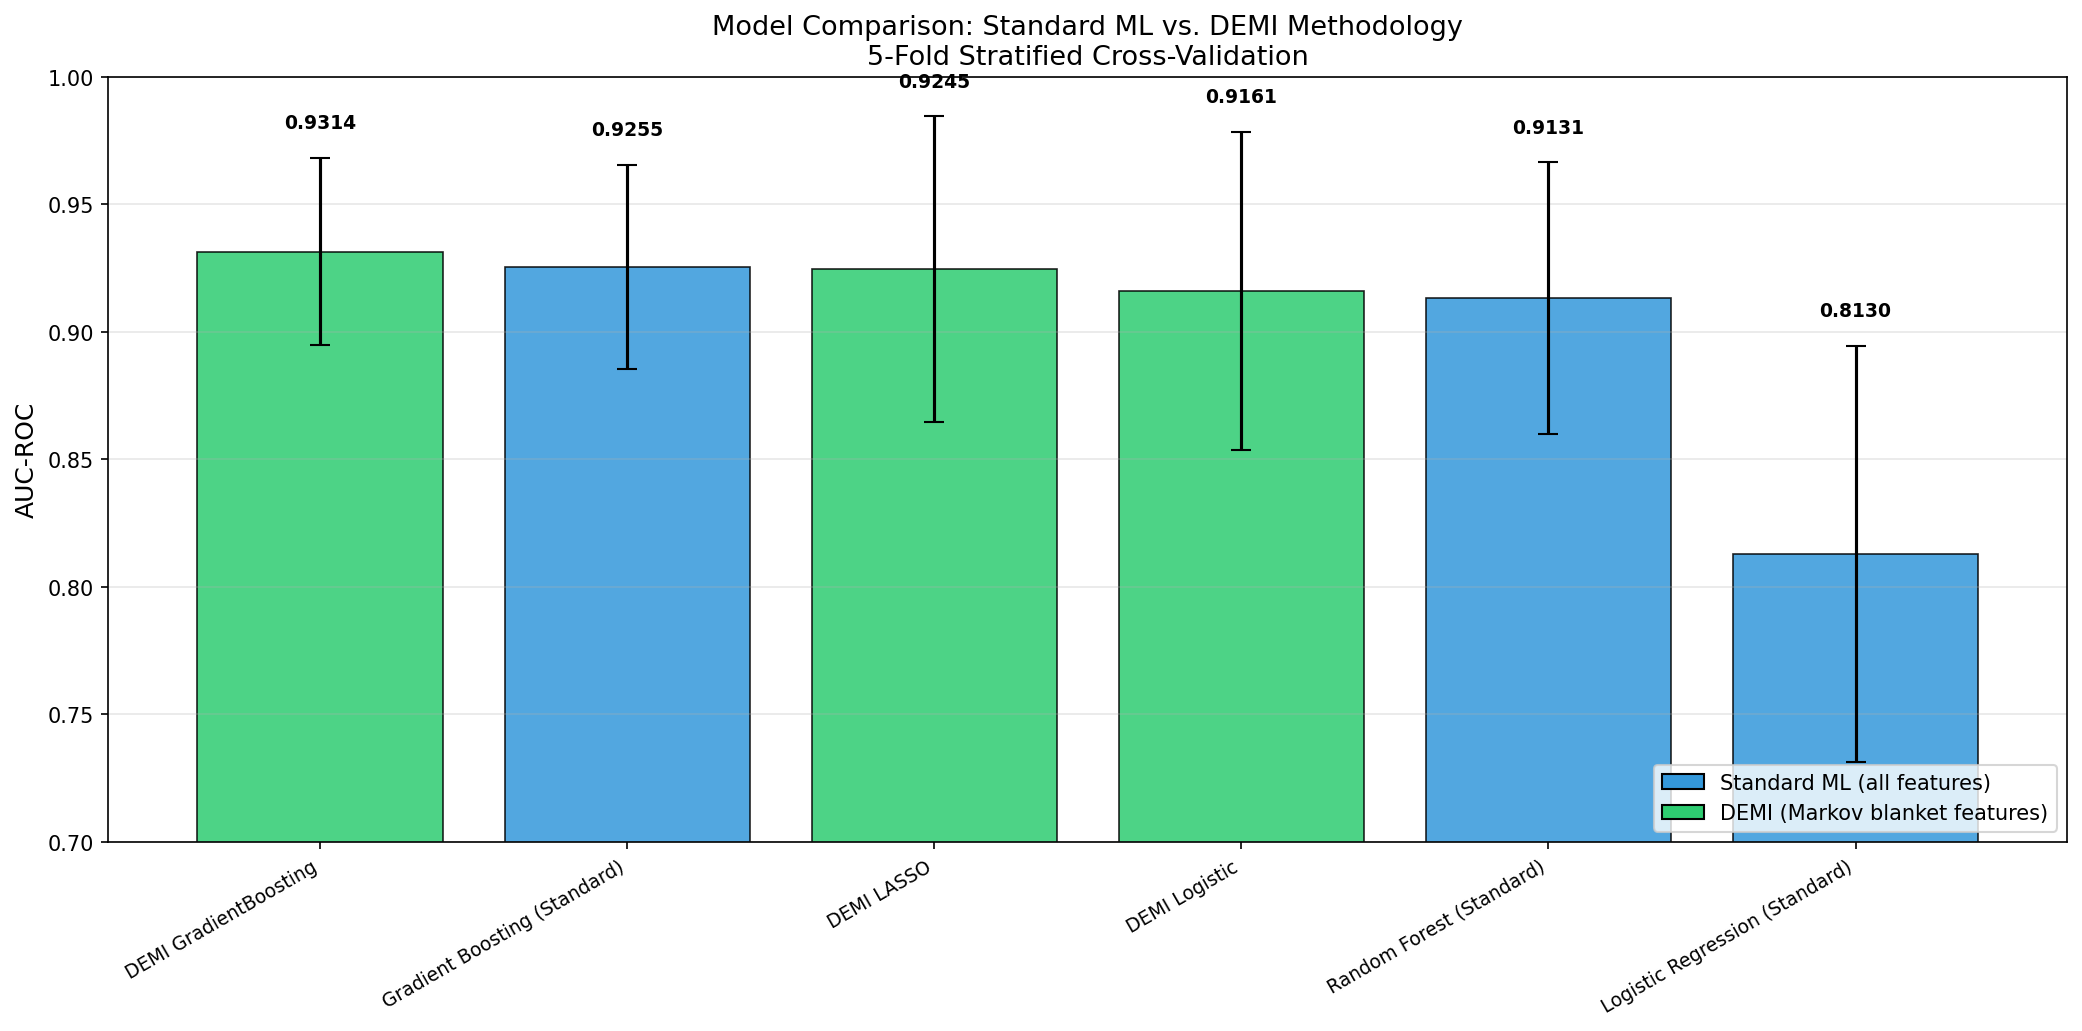 Model Comparison: Standard ML vs. DEMI Methodology
5-Fold Stratified Cross-Validation
AUC-ROC
1.00
0.95
0.90
0.85
0.80
0.75
0.70
0.9314
0.9255
0.9245
0.9161
0.9131
0.8130
Standard ML (all features)
DEMI (Markov blanket features)
DEMI GradientBoosting
Gradient Boosting (Standard)
DEMI LASSO
DEMI Logistic
Random Forest (Standard)
Logistic Regression (Standard)